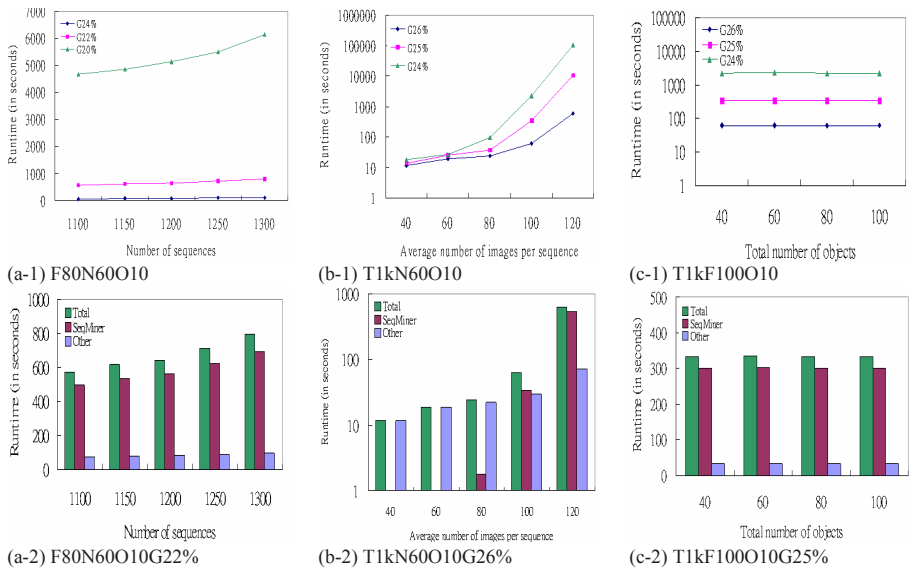 7000
6000
5000
4000
3000
2000
1000
0
G24%
G22%
G20%
Runtime (in seconds)
1100 1150 1200 1250 1300
Number of sequences
(a-1) F80N60O10
1000000
100000
10000
1000
100
10
1
G26%
G25%
G24%
Runtime (in seconds)
40 60 80 100 120
Average number of images per sequence
(b-1) T1kN60O10
100000
10000
1000
100
10
1
G26%
G25%
G24%
Runtime (in seconds)
40 60 80 100
Total number of objects
(c-1) T1kF100O10
1000
800
600
400
200
0
Total
SeqMiner
Other
Runtime (in seconds)
1100 1150 1200 1250 1300
Number of sequences
(a-2) F80N60O10G22%
1000
100
10
1
Total
SeqMiner
Other
Runtime (in seconds)
40 60 80 100 120
Average number of images per sequence
(b-2) T1kN60O10G26%
500
400
300
200
100
0
Total
SeqMiner
Other
Runtime (in seconds)
40 60 80 100
Total number of objects
(c-2) T1kF100O10G25%